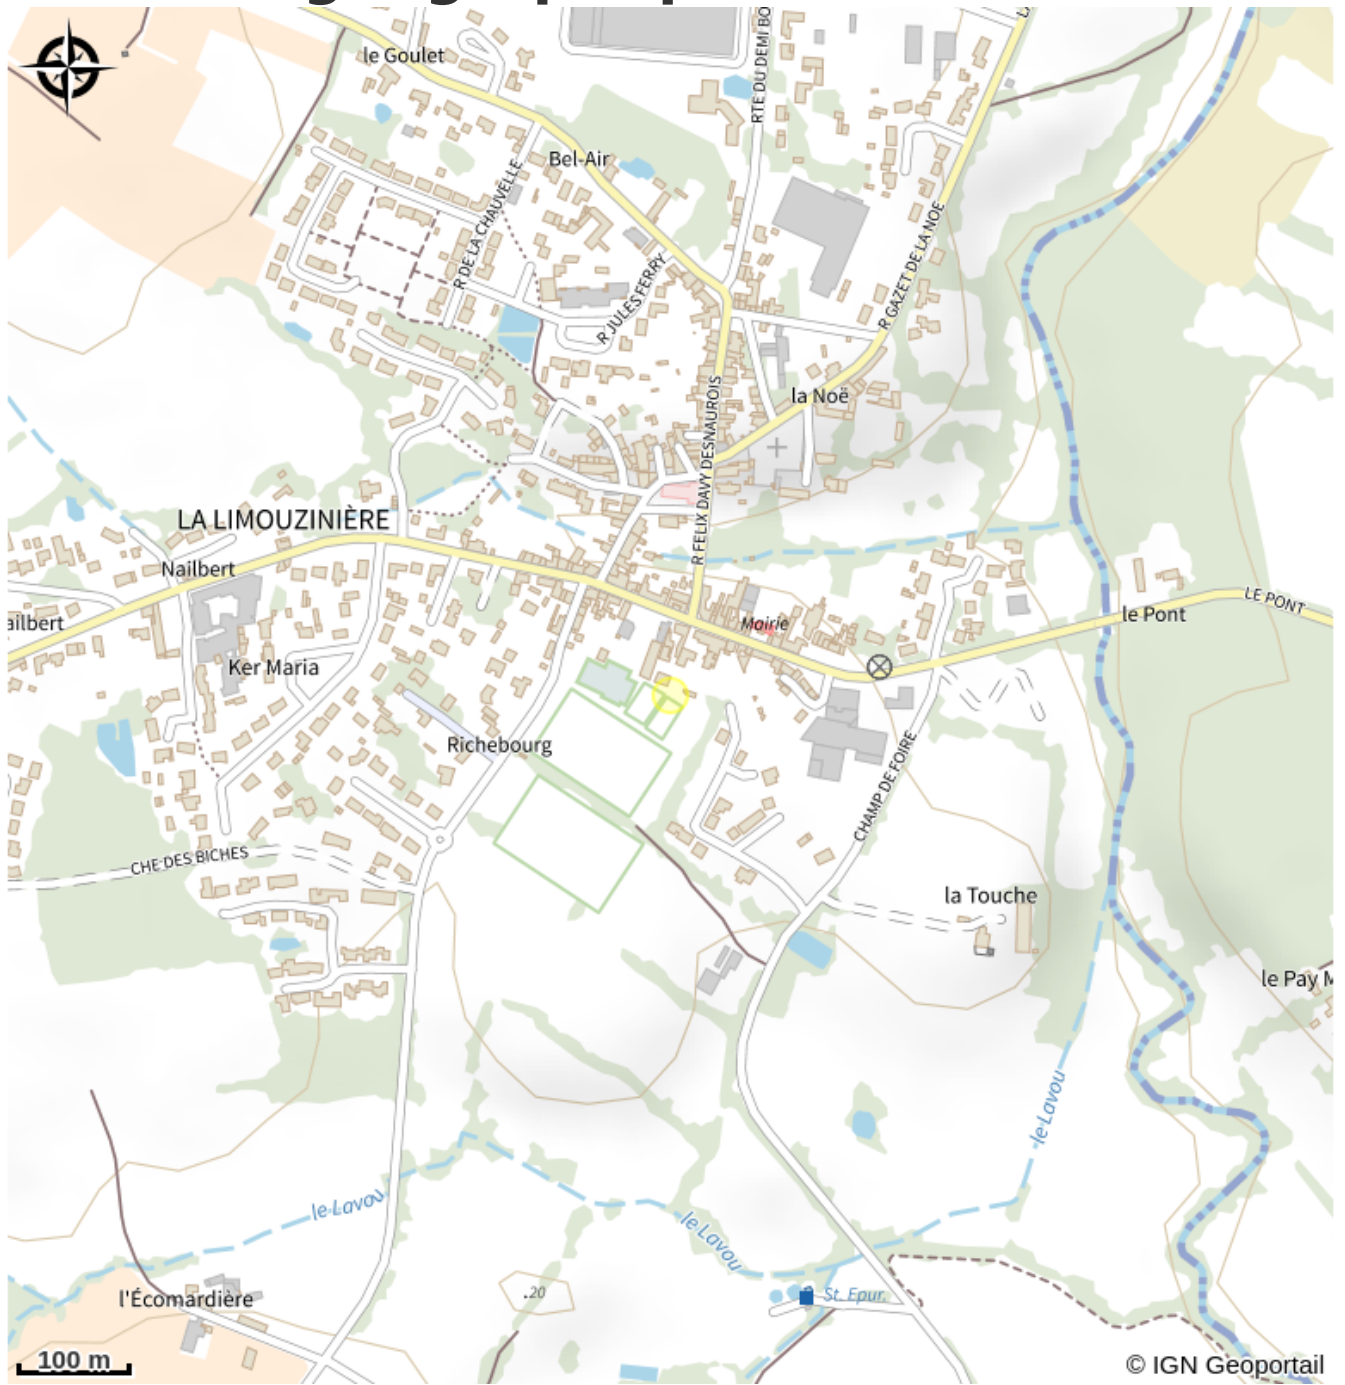 le Goulet
RTE DU DEMI BO
Bel-Air
R DE LA CHAUVELLE
R GAZET DE LA NOE
R JULES FERRY
R FELIX DAVY DESNAUROIS
la Noë
LA LIMOUZINIÈRE
Nailbert
ailbert
Mairie
le Pont
LE PONT
Ker Maria
Richebourg
CHAMP DE FOIRE
CHE DES BICHES
la Touche
le Pay M
le Lavou
le Lavou
le Lavou
l'Écomardière
.20
St. Epur.
100 m
© IGN Geoportail